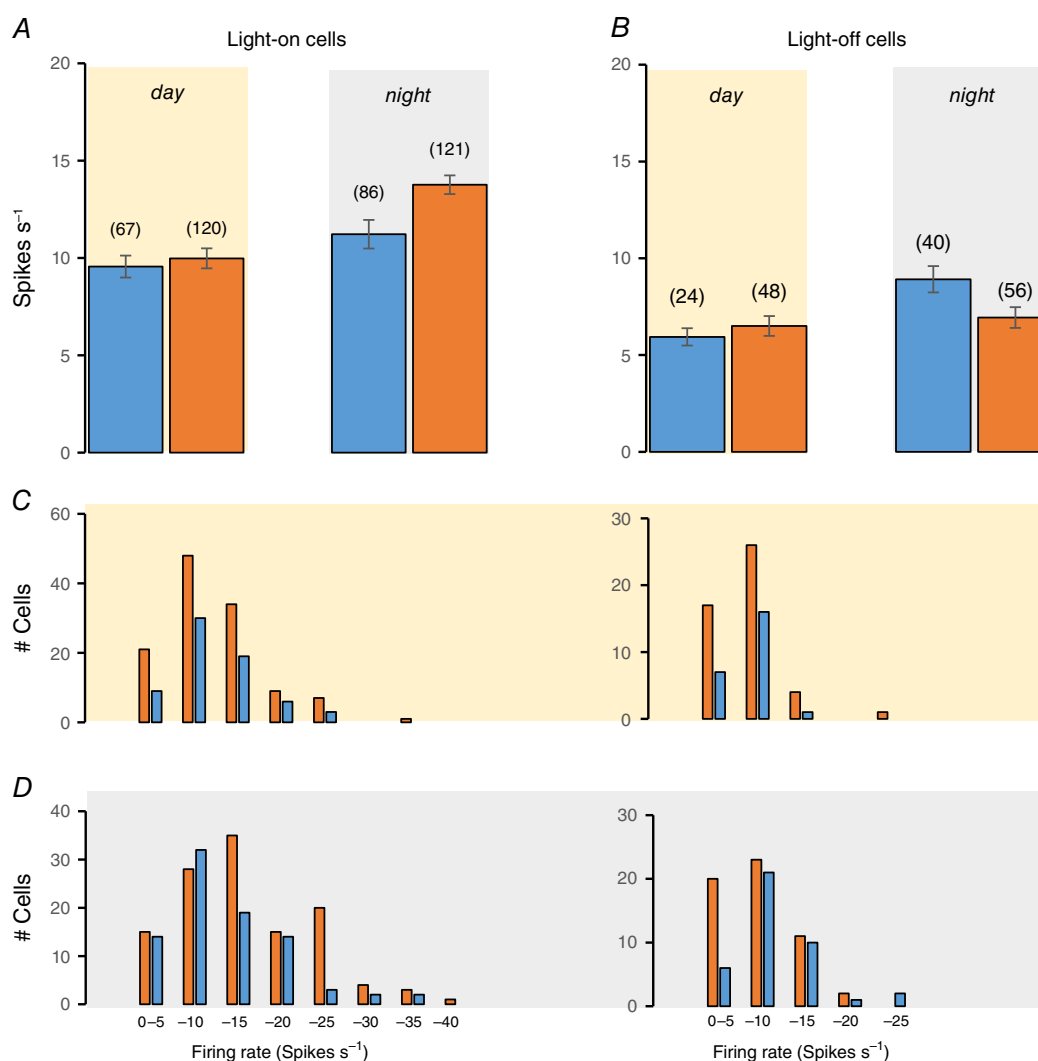 A
Light-on cells
B
Light-off cells
20
15
10
5
0
Spikes s⁻¹
day
night
(67)
(120)
(86)
(121)
20
15
10
5
0
day
night
(24)
(48)
(40)
(56)
C
60
40
20
0
# Cells
30
20
10
0
D
40
30
20
10
0
# Cells
0–5 –10 –15 –20 –25 –30 –35 –40
Firing rate (Spikes s⁻¹)
30
20
10
0
0–5 –10 –15 –20 –25
Firing rate (Spikes s⁻¹)